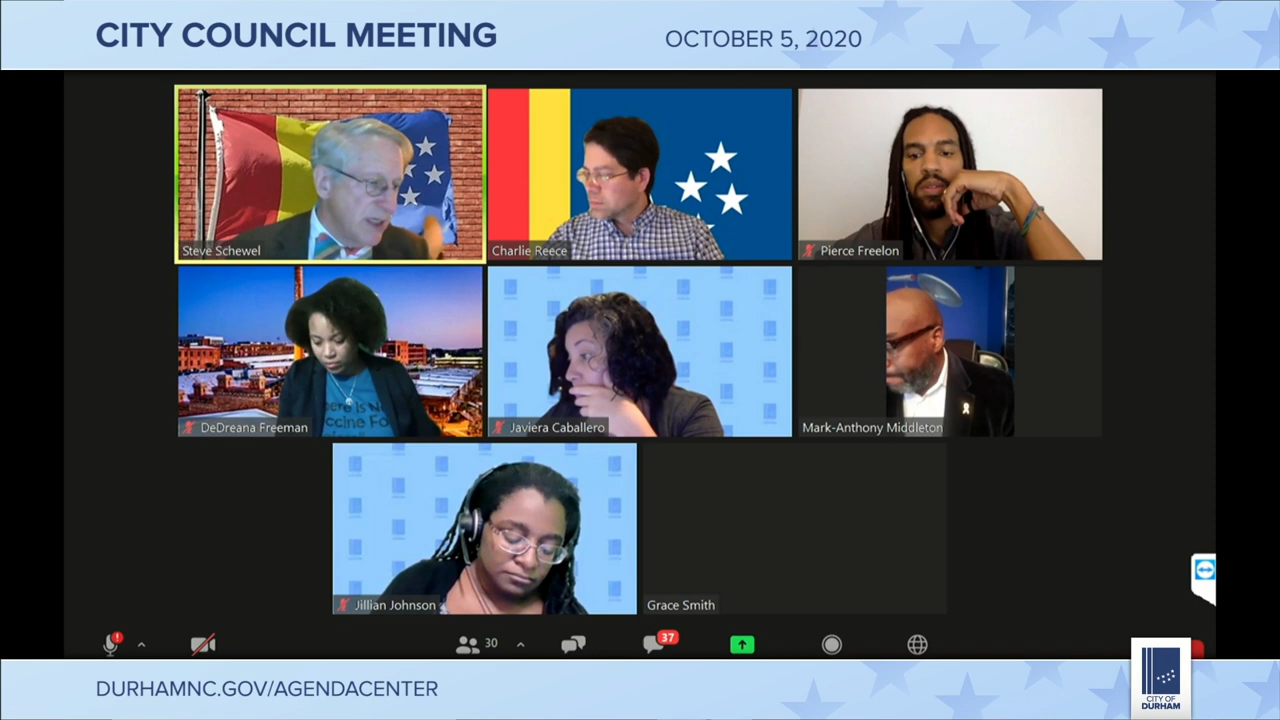 CITY COUNCIL MEETING
OCTOBER 5, 2020
Steve Schewel
Charlie Reece
Pierce Freelon
DeDreana Freeman
Javiera Caballero
Mark-Anthony Middleton
Jillian Johnson
Grace Smith
30
37
DURHAMNC.GOV/AGENDACENTER
CITY OF
DURHAM